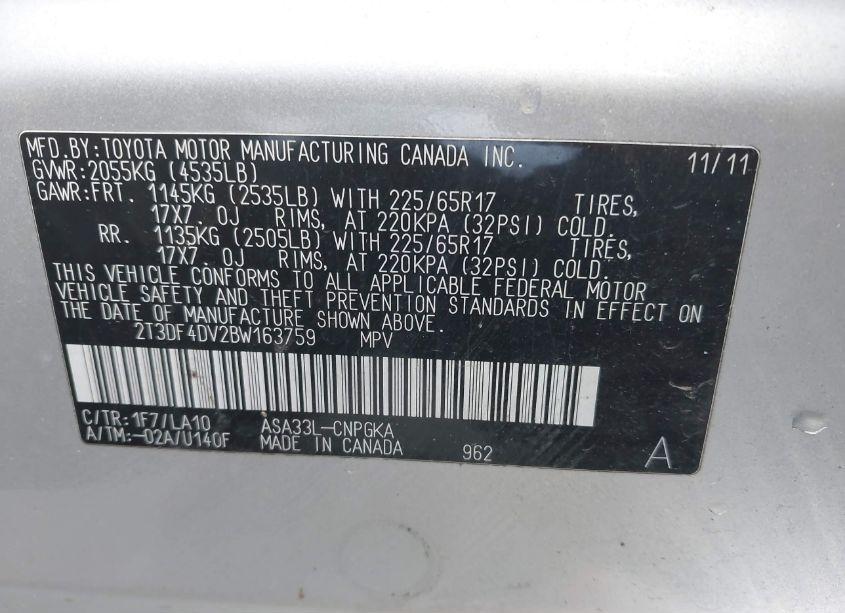 MFD.BY:TOYOTA MOTOR MANUFACTURING CANADA INC. 11/11
GVWR:2055KG (4535LB)
GAWR:FRT. 1145KG (2535LB) WITH 225/65R17 TIRES,
17X7.0J RIMS, AT 220KPA (32PSI) COLD.
RR. 1135KG (2505LB) WITH 225/65R17 TIRES,
17X7.0J RIMS, AT 220KPA (32PSI) COLD.
THIS VEHICLE CONFORMS TO ALL APPLICABLE FEDERAL MOTOR
VEHICLE SAFETY AND THEFT PREVENTION STANDARDS IN EFFECT ON
THE DATE OF MANUFACTURE SHOWN ABOVE.
2T3DF4DV2BW163759 MPV
C/TR:1F7/LA10 ASA33L-CNPGKA
A/TM:-02A/U140F MADE IN CANADA 962 A